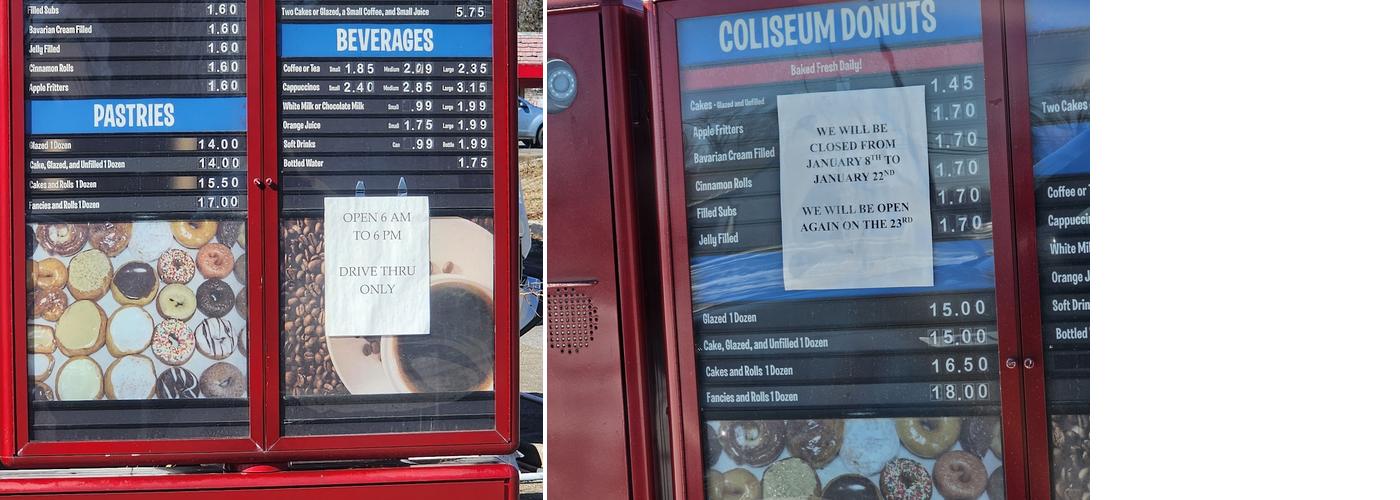 Filled Subs 1.60
Bavarian Cream Filled 1.60
Jelly Filled 1.60
Cinnamon Rolls 1.60
Apple Fritters 1.60
PASTRIES
Glazed 1 Dozen 14.00
Cake, Glazed, and Unfilled 1 Dozen 14.00
Cakes and Rolls 1 Dozen 15.50
Fancies and Rolls 1 Dozen 17.00
Two Cakes or Glazed, a Small Coffee, and Small Juice 5.75
BEVERAGES
Coffee or Tea Small 1.85 Medium 2.09 Large 2.35
Cappuccinos Small 2.40 Medium 2.85 Large 3.15
White Milk or Chocolate Milk Small .99 Large 1.99
Orange Juice Small 1.75 Large 1.99
Soft Drinks Can .99 Bottle 1.99
Bottled Water 1.75
OPEN 6 AM
TO 6 PM
DRIVE THRU
ONLY
COLISEUM DONUTS
Baked Fresh Daily!
Cakes - Glazed and Unfilled 1.45
Apple Fritters 1.70
Bavarian Cream Filled 1.70
Cinnamon Rolls 1.70
Filled Subs 1.70
Jelly Filled 1.70
WE WILL BE
CLOSED FROM
JANUARY 8TH TO
JANUARY 22ND
WE WILL BE OPEN
AGAIN ON THE 23RD
Glazed 1 Dozen 15.00
Cake, Glazed, and Unfilled 1 Dozen 15.00
Cakes and Rolls 1 Dozen 16.50
Fancies and Rolls 1 Dozen 18.00
Two Cakes
Coffee or
Cappuccin
White Mil
Orange J
Soft Drin
Bottled